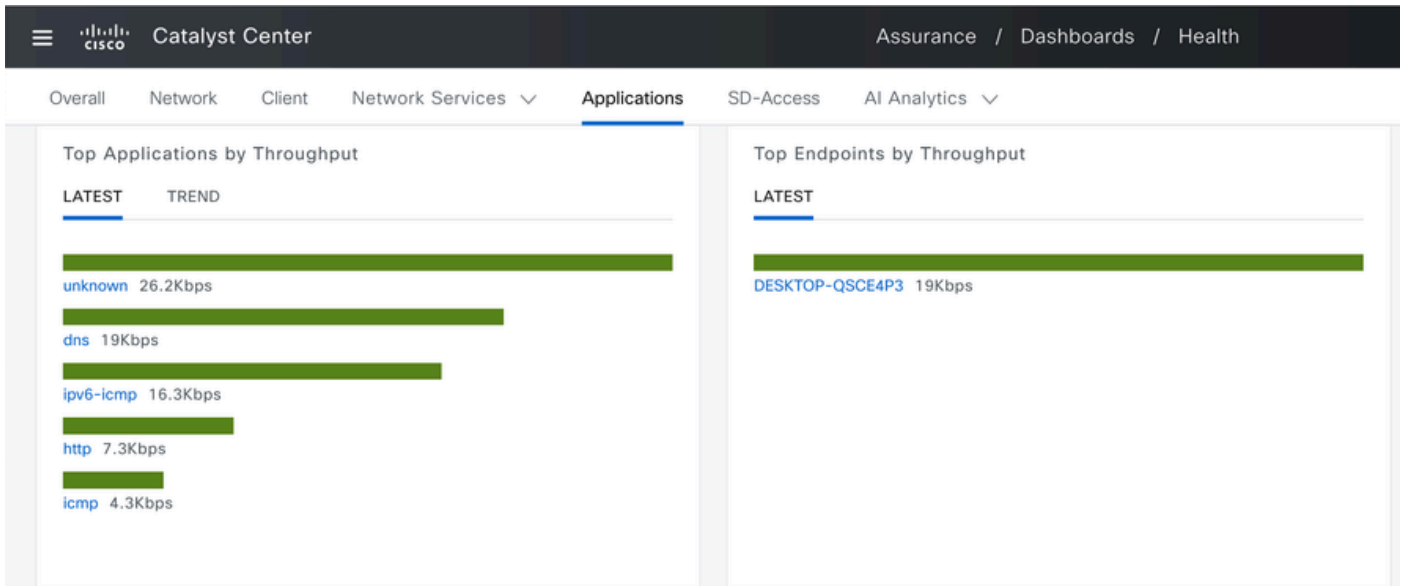 CISCO Catalyst Center Assurance / Dashboards / Health
Overall Network Client Network Services Applications SD-Access AI Analytics
Top Applications by Throughput
LATEST TREND
unknown 26.2Kbps
dns 19Kbps
ipv6-icmp 16.3Kbps
http 7.3Kbps
icmp 4.3Kbps
Top Endpoints by Throughput
LATEST
DESKTOP-QSCE4P3 19Kbps